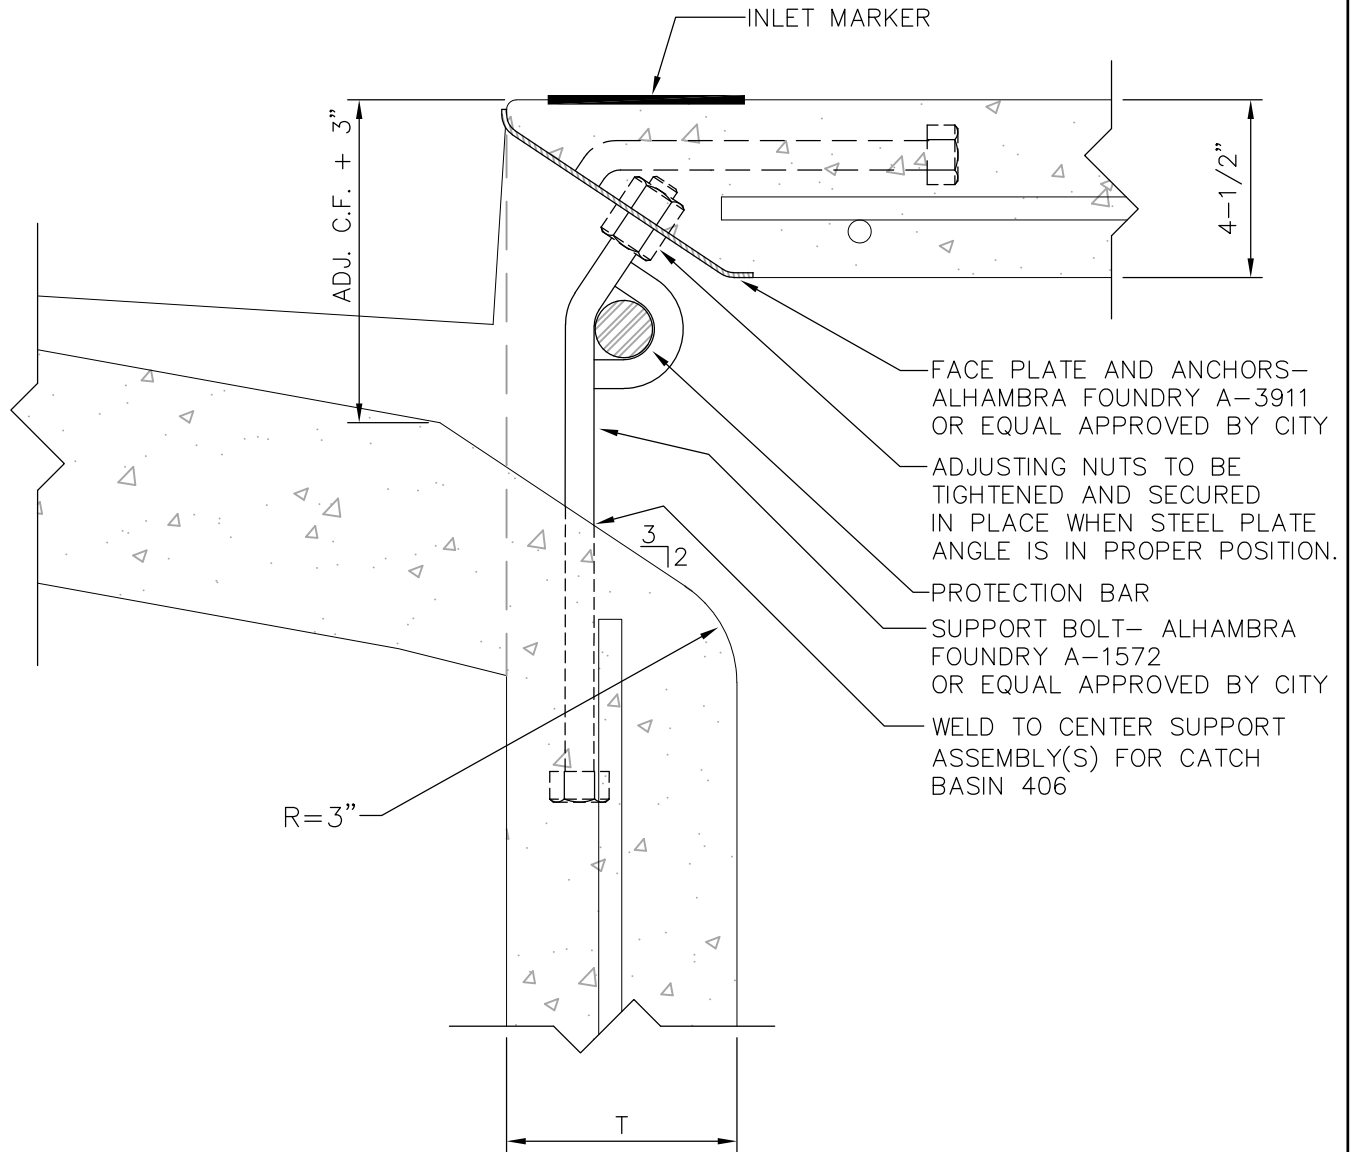 INLET MARKER
ADJ. C.F. + 3"
4-1/2"
FACE PLATE AND ANCHORS-
ALHAMBRA FOUNDRY A-3911
OR EQUAL APPROVED BY CITY
ADJUSTING NUTS TO BE
TIGHTENED AND SECURED
IN PLACE WHEN STEEL PLATE
ANGLE IS IN PROPER POSITION.
3
2
PROTECTION BAR
SUPPORT BOLT- ALHAMBRA
FOUNDRY A-1572
OR EQUAL APPROVED BY CITY
WELD TO CENTER SUPPORT
ASSEMBLY(S) FOR CATCH
BASIN 406
R=3"
T